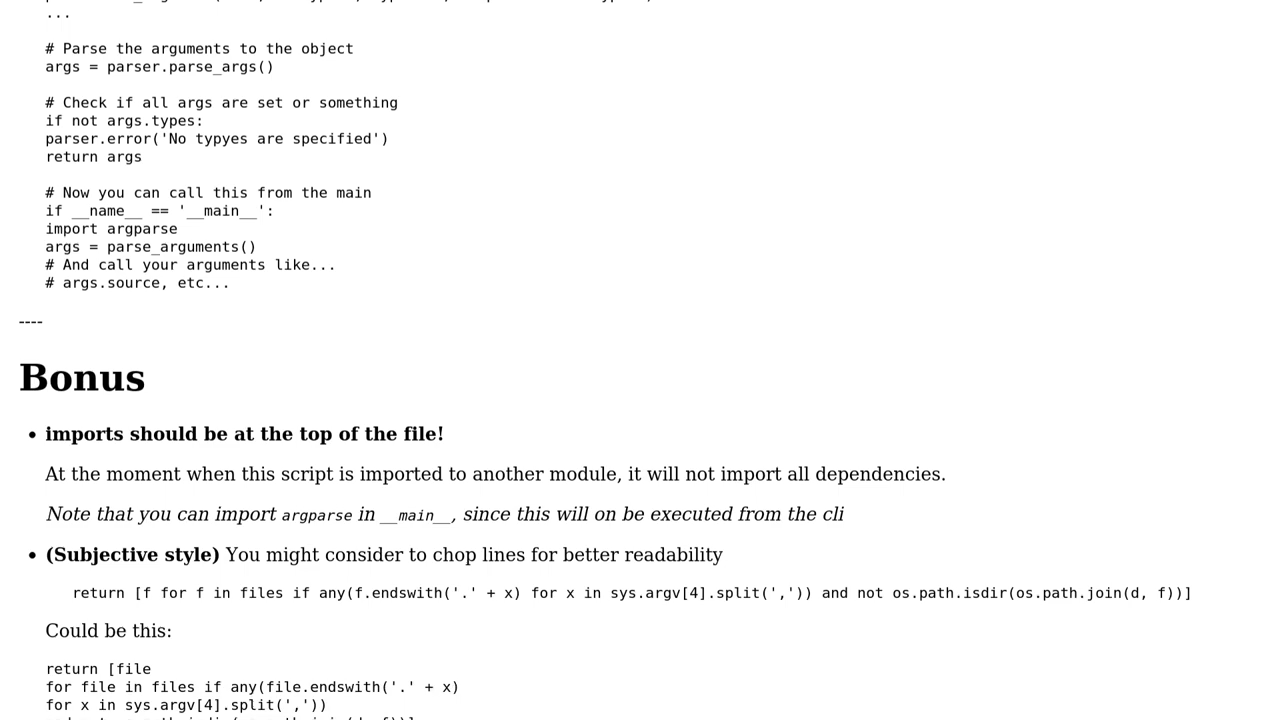 ...
# Parse the arguments to the object
args = parser.parse_args()
# Check if all args are set or something
if not args.types:
parser.error('No typyes are specified')
return args
# Now you can call this from the main
if __name__ == '__main__':
import argparse
args = parse_arguments()
# And call your arguments like...
# args.source, etc...
----
Bonus
• imports should be at the top of the file!
At the moment when this script is imported to another module, it will not import all dependencies.
Note that you can import argparse in __main__, since this will on be executed from the cli
• (Subjective style) You might consider to chop lines for better readability
return [f for f in files if any(f.endswith('.' + x) for x in sys.argv[4].split(',')) and not os.path.isdir(os.path.join(d, f))]
Could be this:
return [file
for file in files if any(file.endswith('.' + x)
for x in sys.argv[4].split(','))